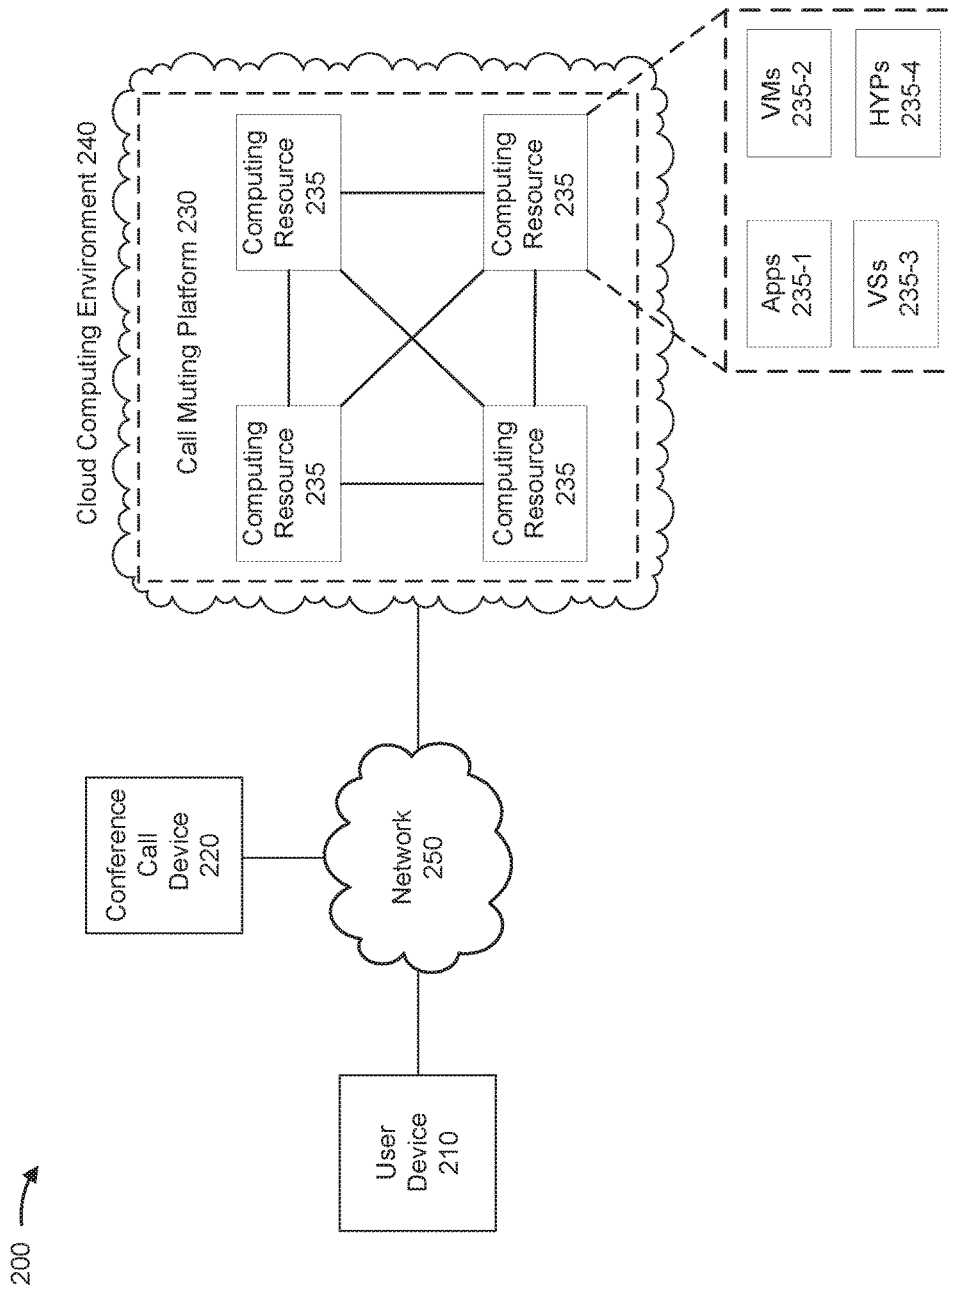 200
Cloud Computing Environment 240
Call Muting Platform 230
Computing
Resource
235
Computing
Resource
235
Computing
Resource
235
Computing
Resource
235
Conference
Call
Device
220
Network
250
User
Device
210
Apps
235-1
VMs
235-2
VSs
235-3
HYPs
235-4